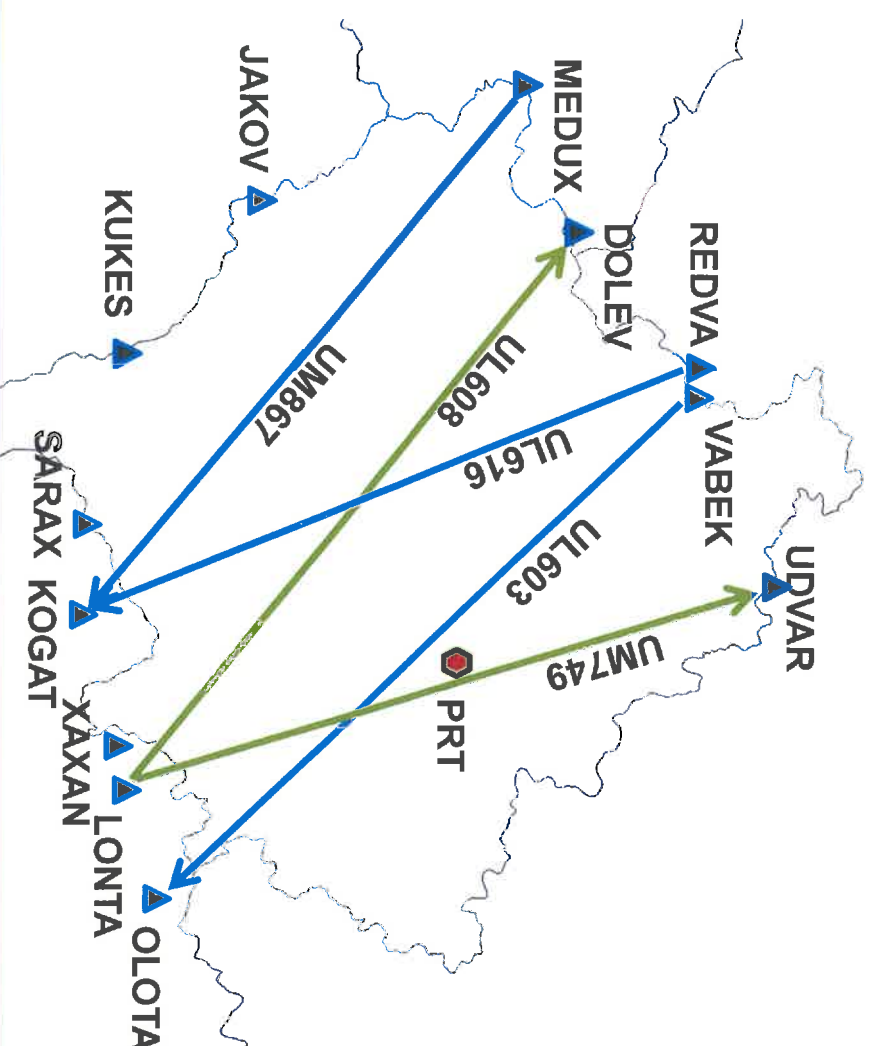 UDVAR
VABEK
REDVA
DOLEV
MEDUX
UM749
UL603
UL616
UL608
PRT
UM867
JAKOV
KUKES
OLOTA
LONTA
XAXAN
KOGAT
SARAX